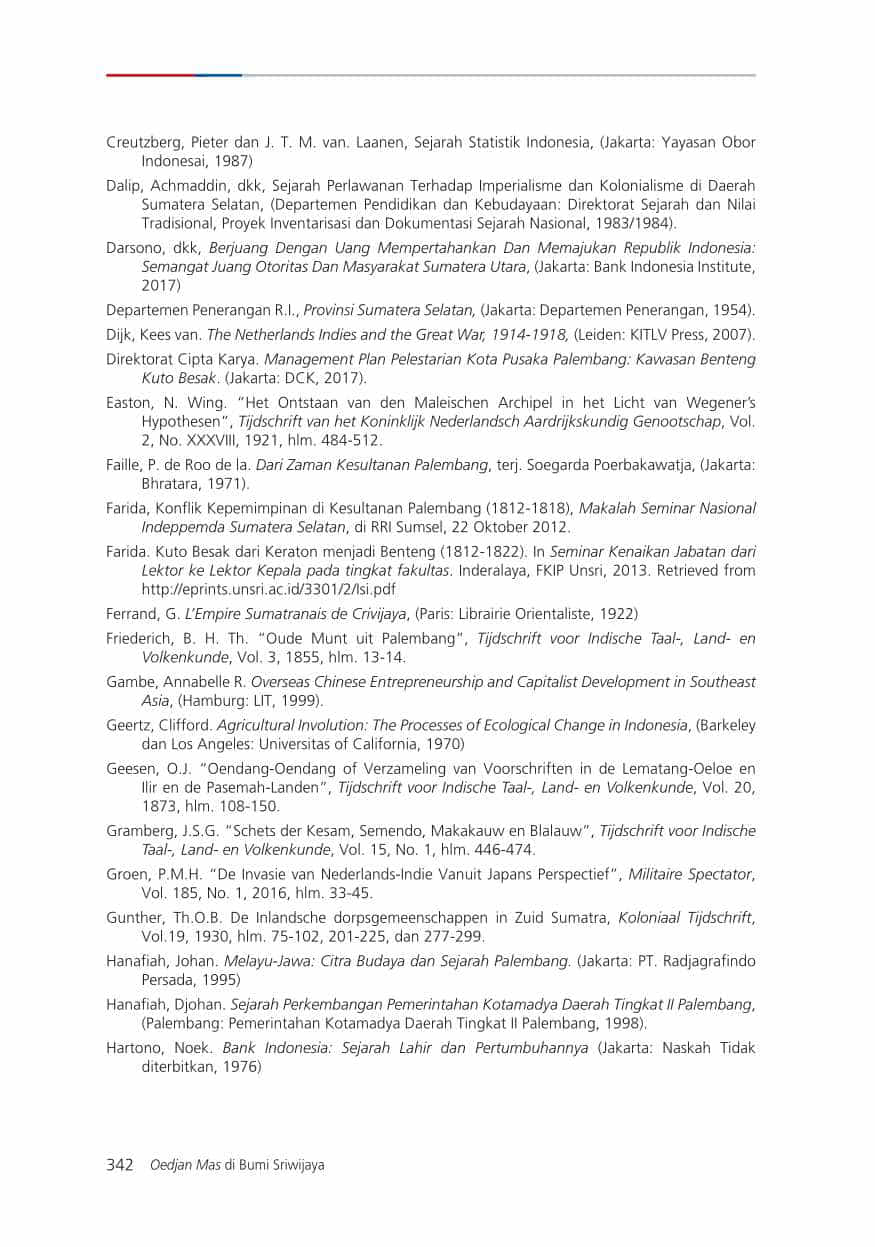 Creutzberg, Pieter dan J. T. M. van. Laanen, Sejarah Statistik Indonesia, (Jakarta: Yayasan Obor
Indonesai, 1987)
Dalip, Achmaddin, dkk, Sejarah Perlawanan Terhadap Imperialisme dan Kolonialisme di Daerah
Sumatera Selatan, (Departemen Pendidikan dan Kebudayaan: Direktorat Sejarah dan Nilai
Tradisional, Proyek Inventarisasi dan Dokumentasi Sejarah Nasional, 1983/1984).
Darsono, dkk, Berjuang Dengan Uang Mempertahankan Dan Memajukan Republik Indonesia:
Semangat Juang Otoritas Dan Masyarakat Sumatera Utara, (Jakarta: Bank Indonesia Institute,
2017)
Departemen Penerangan R.I., Provinsi Sumatera Selatan, (Jakarta: Departemen Penerangan, 1954).
Dijk, Kees van. The Netherlands Indies and the Great War, 1914-1918, (Leiden: KITLV Press, 2007).
Direktorat Cipta Karya. Management Plan Pelestarian Kota Pusaka Palembang: Kawasan Benteng
Kuto Besak. (Jakarta: DCK, 2017).
Easton, N. Wing. “Het Ontstaan van den Maleischen Archipel in het Licht van Wegener’s
Hypothesen”, Tijdschrift van het Koninklijk Nederlandsch Aardrijkskundig Genootschap, Vol.
2, No. XXXVIII, 1921, hlm. 484-512.
Faille, P. de Roo de la. Dari Zaman Kesultanan Palembang, terj. Soegarda Poerbakawatja, (Jakarta:
Bhratara, 1971).
Farida, Konflik Kepemimpinan di Kesultanan Palembang (1812-1818), Makalah Seminar Nasional
Indeppemda Sumatera Selatan, di RRI Sumsel, 22 Oktober 2012.
Farida. Kuto Besak dari Keraton menjadi Benteng (1812-1822). In Seminar Kenaikan Jabatan dari
Lektor ke Lektor Kepala pada tingkat fakultas. Inderalaya, FKIP Unsri, 2013. Retrieved from
http://eprints.unsri.ac.id/3301/2/Isi.pdf
Ferrand, G. L’Empire Sumatranais de Crivijaya, (Paris: Librairie Orientaliste, 1922)
Friederich, B. H. Th. “Oude Munt uit Palembang”, Tijdschrift voor Indische Taal-, Land- en
Volkenkunde, Vol. 3, 1855, hlm. 13-14.
Gambe, Annabelle R. Overseas Chinese Entrepreneurship and Capitalist Development in Southeast
Asia, (Hamburg: LIT, 1999).
Geertz, Clifford. Agricultural Involution: The Processes of Ecological Change in Indonesia, (Barkeley
dan Los Angeles: Universitas of California, 1970)
Geesen, O.J. “Oendang-Oendang of Verzameling van Voorschriften in de Lematang-Oeloe en
Ilir en de Pasemah-Landen”, Tijdschrift voor Indische Taal-, Land- en Volkenkunde, Vol. 20,
1873, hlm. 108-150.
Gramberg, J.S.G. “Schets der Kesam, Semendo, Makakauw en Blalauw”, Tijdschrift voor Indische
Taal-, Land- en Volkenkunde, Vol. 15, No. 1, hlm. 446-474.
Groen, P.M.H. “De Invasie van Nederlands-Indie Vanuit Japans Perspectief”, Militaire Spectator,
Vol. 185, No. 1, 2016, hlm. 33-45.
Gunther, Th.O.B. De Inlandsche dorpsgemeenschappen in Zuid Sumatra, Koloniaal Tijdschrift,
Vol.19, 1930, hlm. 75-102, 201-225, dan 277-299.
Hanafiah, Johan. Melayu-Jawa: Citra Budaya dan Sejarah Palembang. (Jakarta: PT. Radjagrafindo
Persada, 1995)
Hanafiah, Djohan. Sejarah Perkembangan Pemerintahan Kotamadya Daerah Tingkat II Palembang,
(Palembang: Pemerintahan Kotamadya Daerah Tingkat II Palembang, 1998).
Hartono, Noek. Bank Indonesia: Sejarah Lahir dan Pertumbuhannya (Jakarta: Naskah Tidak
diterbitkan, 1976)
342 Oedjan Mas di Bumi Sriwijaya